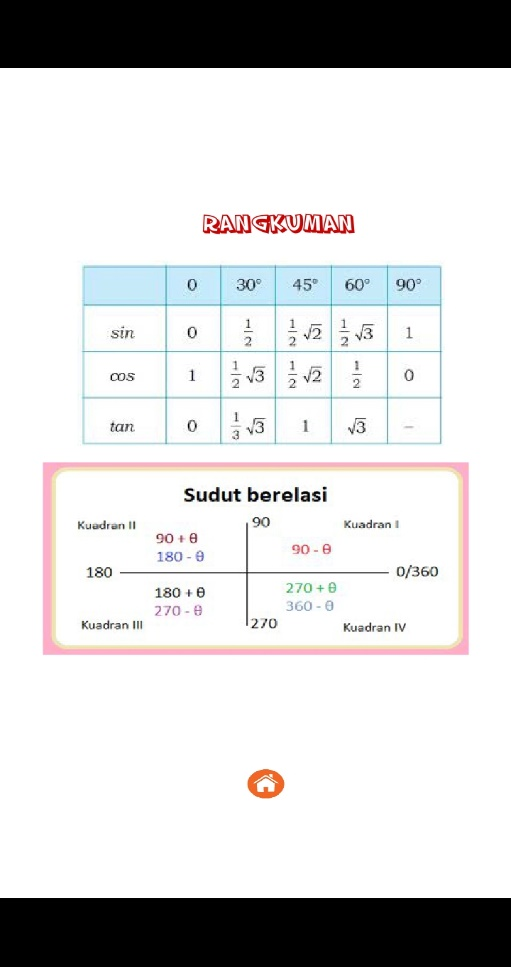 RANGKUMAN
0 30° 45° 60° 90°
sin 0 1/2 1/2 √2 1/2 √3 1
cos 1 1/2 √3 1/2 √2 1/2 0
tan 0 1/3 √3 1 √3 –
Sudut berelasi
Kuadran II 90 Kuadran I
90 + θ
180 - θ 90 - θ
180 0/360
180 + θ 270 + θ
270 - θ 360 - θ
Kuadran III 270 Kuadran IV